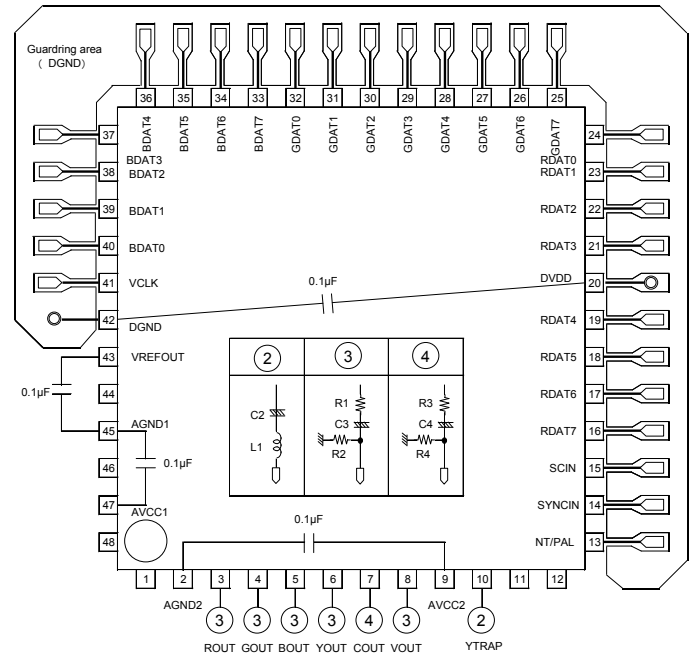 Guardring area
( DGND)
36 35 34 33 32 31 30 29 28 27 26 25
BDAT4 BDAT5 BDAT6 BDAT7 GDAT0 GDAT1 GDAT2 GDAT3 GDAT4 GDAT5 GDAT6 GDAT7
37 BDAT3 RDAT0 24
38 BDAT2 RDAT1 23
39 BDAT1 RDAT2 22
40 BDAT0 RDAT3 21
41 VCLK 0.1µF DVDD 20
42 DGND RDAT4 19
43 VREFOUT 2 3 4 RDAT5 18
0.1µF 44 R1 R3 RDAT6 17
C2 C3 C4
45 AGND1 L1 R2 R4 RDAT7 16
46 0.1µF SCIN 15
47 AVCC1 SYNCIN 14
0.1µF
48 NT/PAL 13
1 2 3 4 5 6 7 8 9 10 11 12
AGND2 AVCC2
3 3 3 3 4 3 2
ROUT GOUT BOUT YOUT COUT VOUT YTRAP